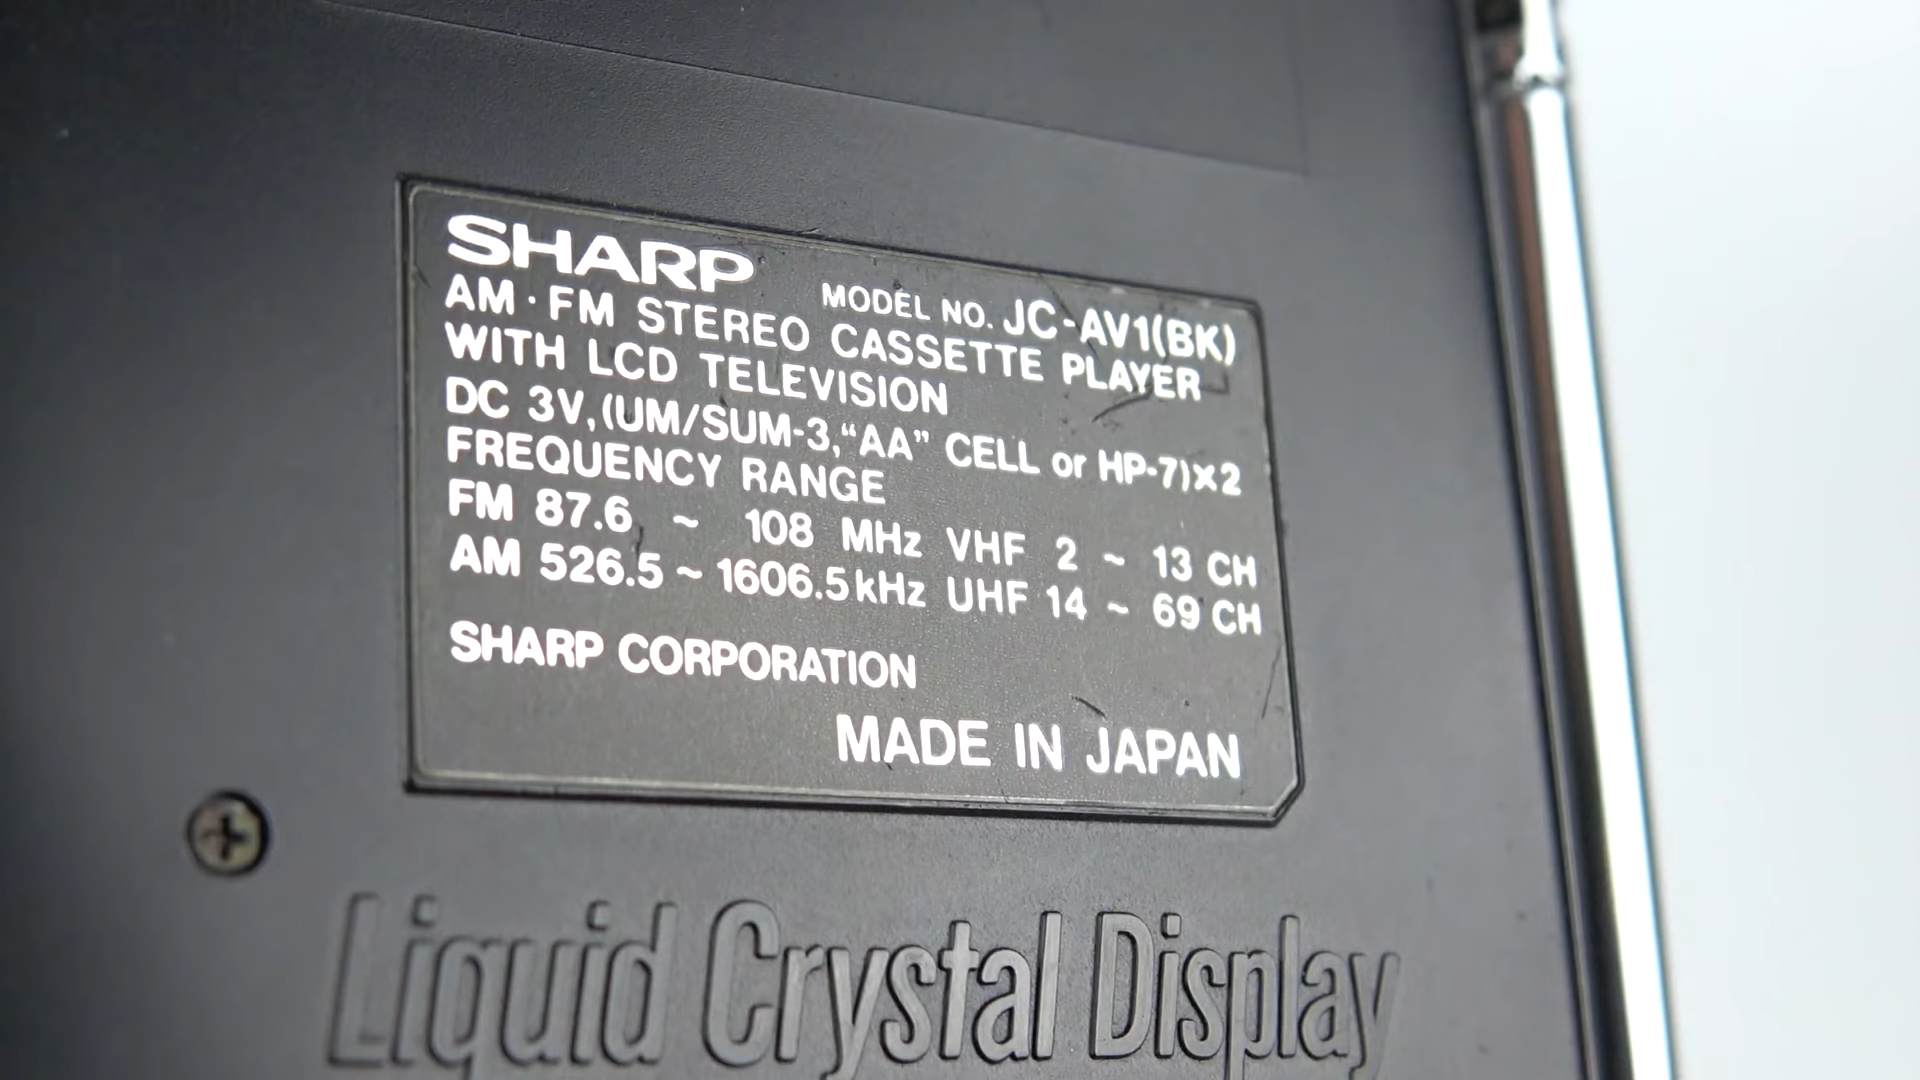 SHARP MODEL NO. JC-AV1(BK)
AM·FM STEREO CASSETTE PLAYER
WITH LCD TELEVISION
DC 3V,(UM/SUM-3,“AA” CELL or HP-7)×2
FREQUENCY RANGE
FM 87.6 ~ 108 MHz VHF 2 ~ 13 CH
AM 526.5 ~ 1606.5kHz UHF 14 ~ 69 CH
SHARP CORPORATION
MADE IN JAPAN
Liquid Crystal Display